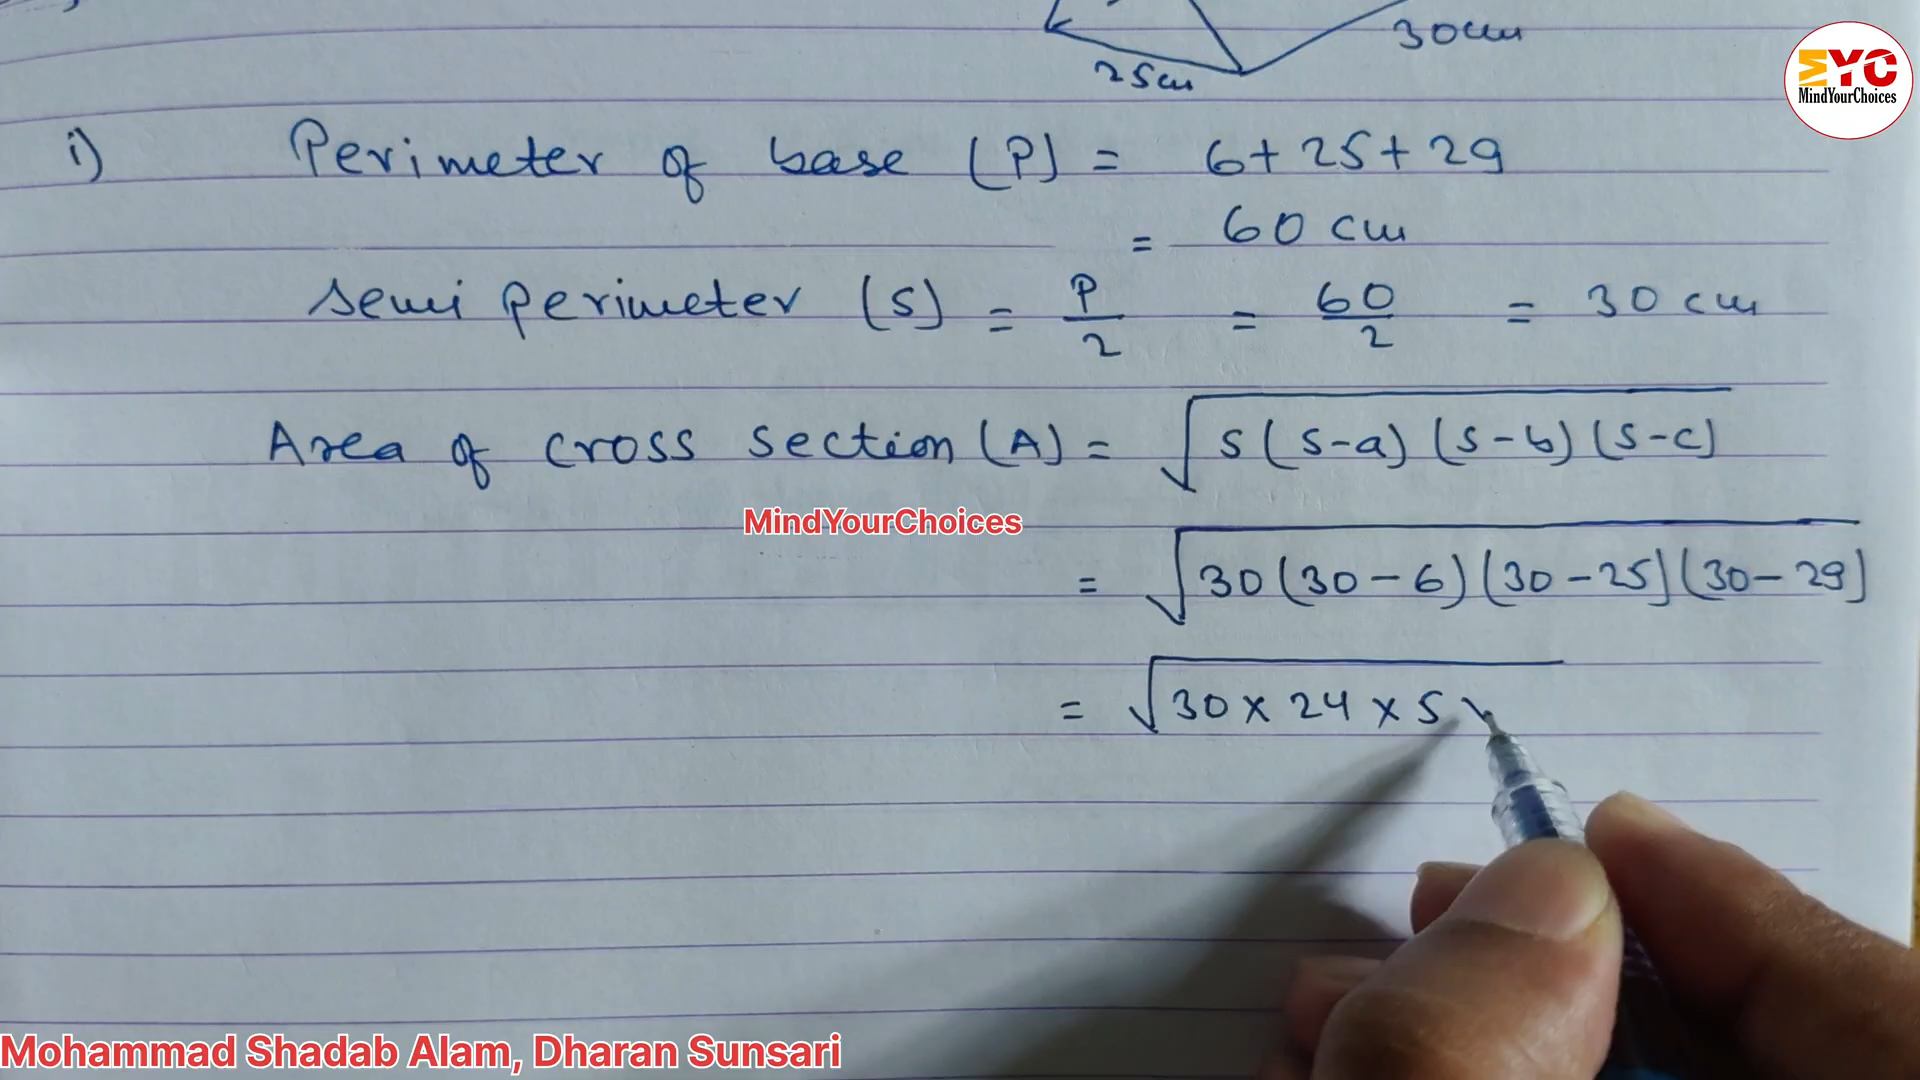 30cm
25cm
MYC
MindYourChoices
i) Perimeter of base (P) = 6+25+29
= 60 cm
Semi perimeter (S) = P/2 = 60/2 = 30 cm
Area of cross section (A) = √S(S-a)(S-b)(S-c)
MindYourChoices
= √30(30-6)(30-25)(30-29)
= √30×24×5×
Mohammad Shadab Alam, Dharan Sunsari